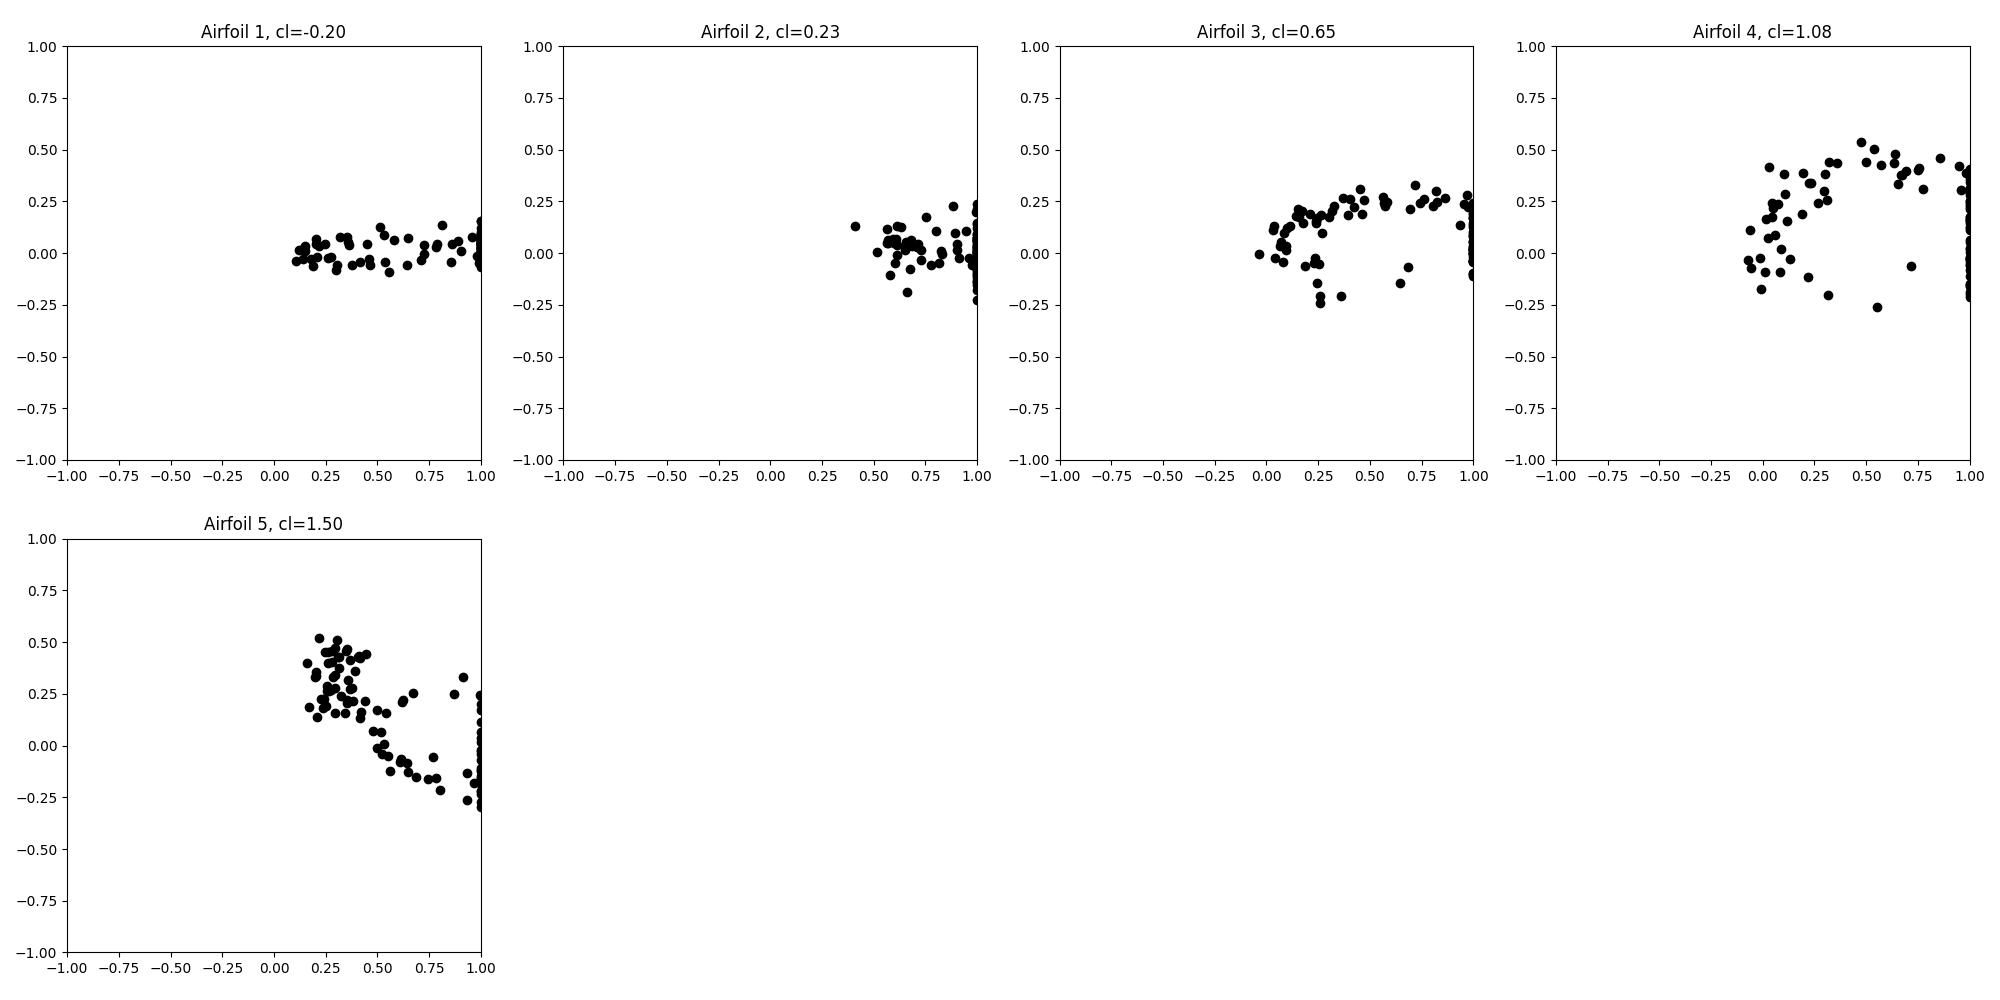 Airfoil 1, cl=-0.20
Airfoil 2, cl=0.23
Airfoil 3, cl=0.65
Airfoil 4, cl=1.08
1.00 1.00 1.00 1.00
0.75 0.75 0.75 0.75
0.50 0.50 0.50 0.50
0.25 0.25 0.25 0.25
0.00 0.00 0.00 0.00
−0.25 −0.25 −0.25 −0.25
−0.50 −0.50 −0.50 −0.50
−0.75 −0.75 −0.75 −0.75
−1.00 −1.00 −1.00 −1.00
−1.00 −0.75 −0.50 −0.25 0.00 0.25 0.50 0.75 1.00
−1.00 −0.75 −0.50 −0.25 0.00 0.25 0.50 0.75 1.00
−1.00 −0.75 −0.50 −0.25 0.00 0.25 0.50 0.75 1.00
−1.00 −0.75 −0.50 −0.25 0.00 0.25 0.50 0.75 1.00
Airfoil 5, cl=1.50
1.00
0.75
0.50
0.25
0.00
−0.25
−0.50
−0.75
−1.00
−1.00 −0.75 −0.50 −0.25 0.00 0.25 0.50 0.75 1.00